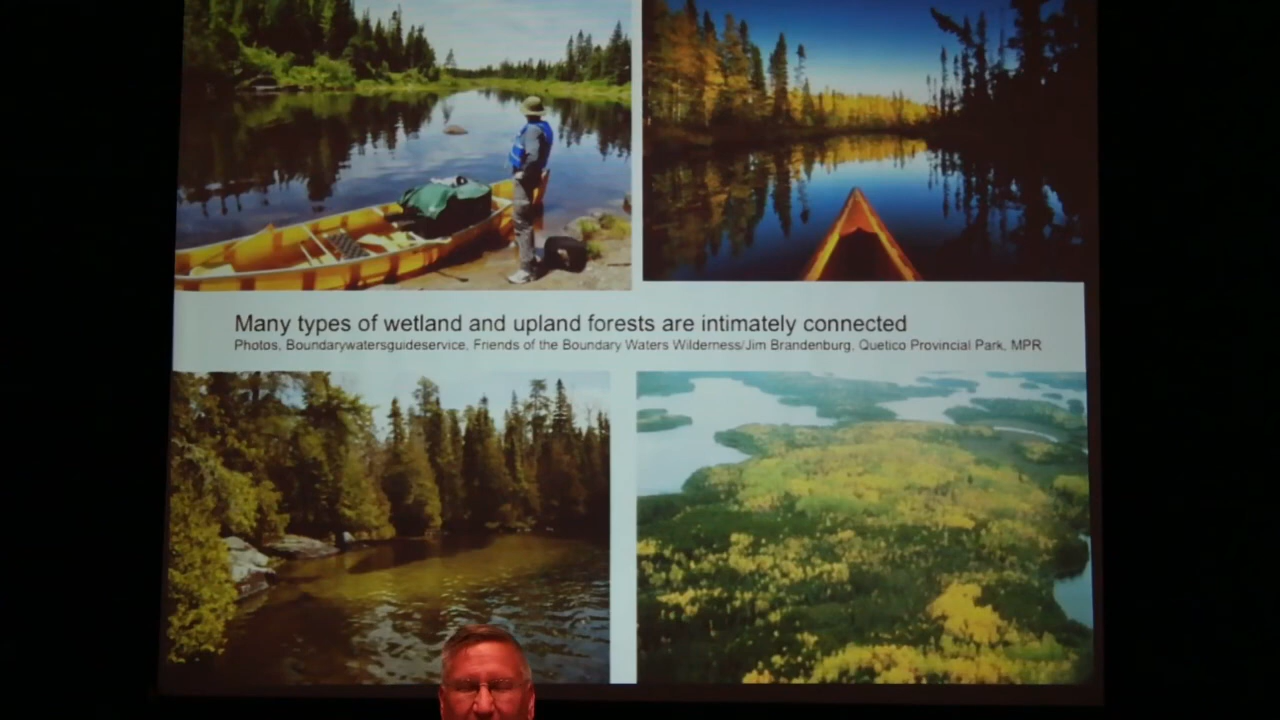 Many types of wetland and upland forests are intimately connected
Photos, Boundarywatersguideservice, Friends of the Boundary Waters Wilderness/Jim Brandenburg, Quetico Provincial Park, MPR